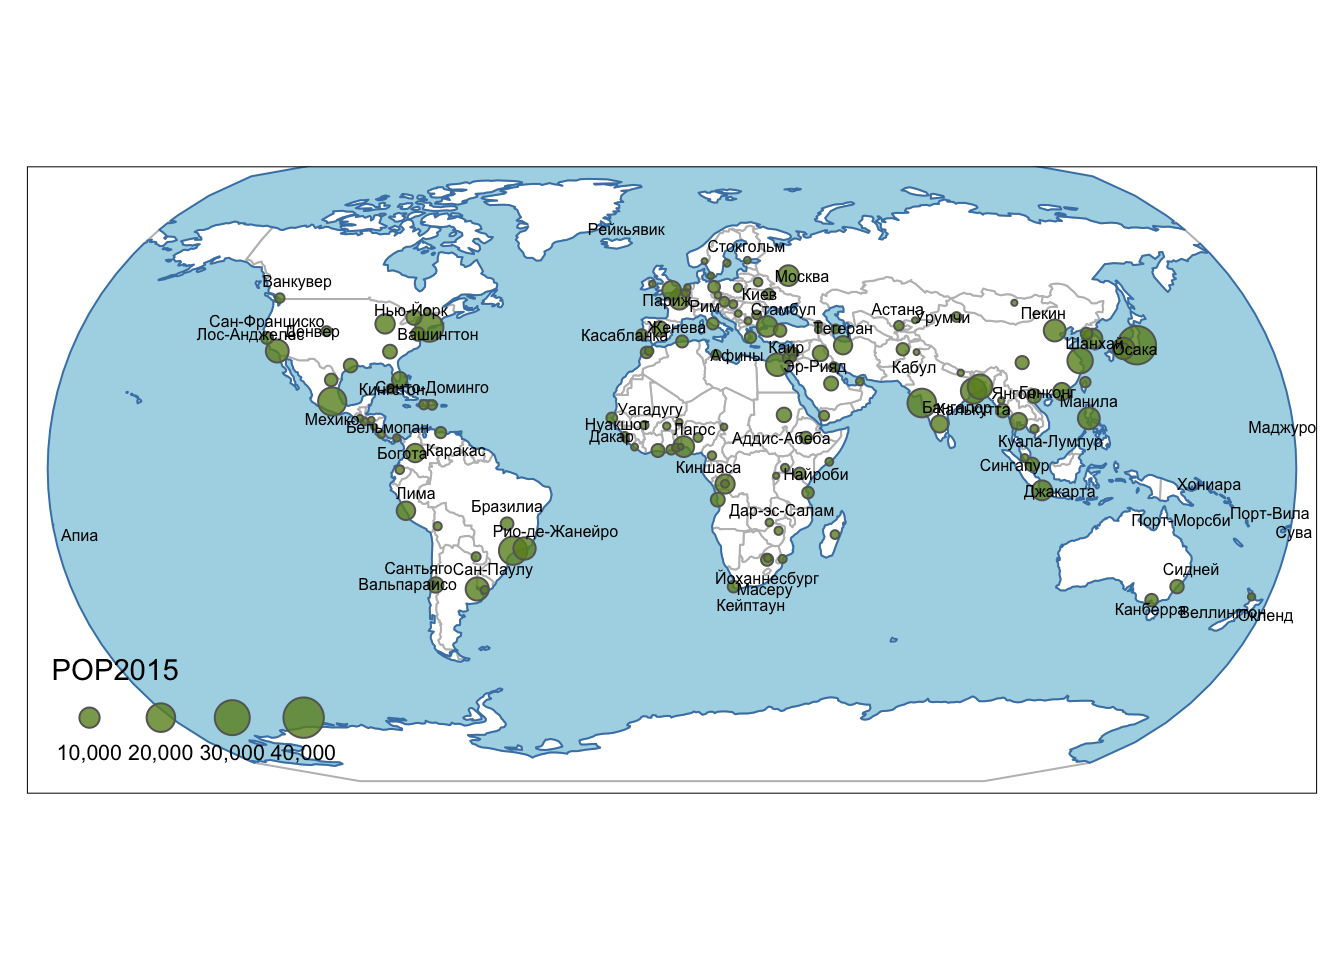 Рейкьявик
Стокгольм
Москва
Ванкувер
Киев
Париж
Рим
Нью-Йорк
Стамбул
Астана
Урумчи
Пекин
Сан-Франциско
Денвер
Лос-Анджелес
Вашингтон
Касабланка
Женева
Тегеран
Шанхай
Осака
Каир
Афины
Эр-Рияд
Кабул
Кингстон
Санто-Доминго
Янгон
Гонконг
Мехико
Бельмопан
Уагадугу
Нуакшот
Дакар
Лагос
Бангалор
Калькутта
Манила
Маджуро
Аддис-Абеба
Куала-Лумпур
Богота
Каракас
Киншаса
Найроби
Сингапур
Джакарта
Хониара
Лима
Бразилиа
Дар-эс-Салам
Порт-Морсби
Порт-Вила
Апиа
Рио-де-Жанейро
Сува
Сантьяго
Сан-Паулу
Вальпараисо
Йоханнесбург
Масеру
Кейптаун
Сидней
Канберра
Веллингтон
Окленд
POP2015
10,000 20,000 30,000 40,000